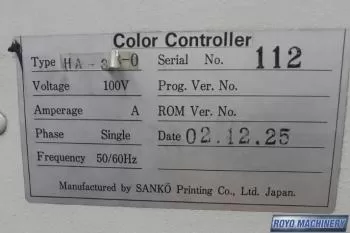 Color Controller
Type HA-3 -0 Serial No. 112
Voltage 100V Prog. Ver. No.
Amperage A ROM Ver. No.
Phase Single Date 02.12.25
Frequency 50/60Hz
Manufactured by SANKŌ Printing Co., Ltd. Japan.
ROYO MACHINERY